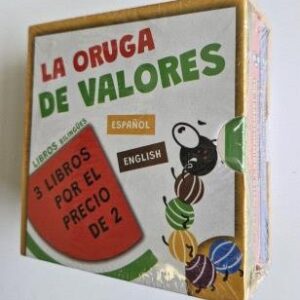 LA ORUGA
DE VALORES
ESPAÑOL
LIBROS BILINGÜES
ENGLISH
3 LIBROS
POR EL
PRECIO
DE 2